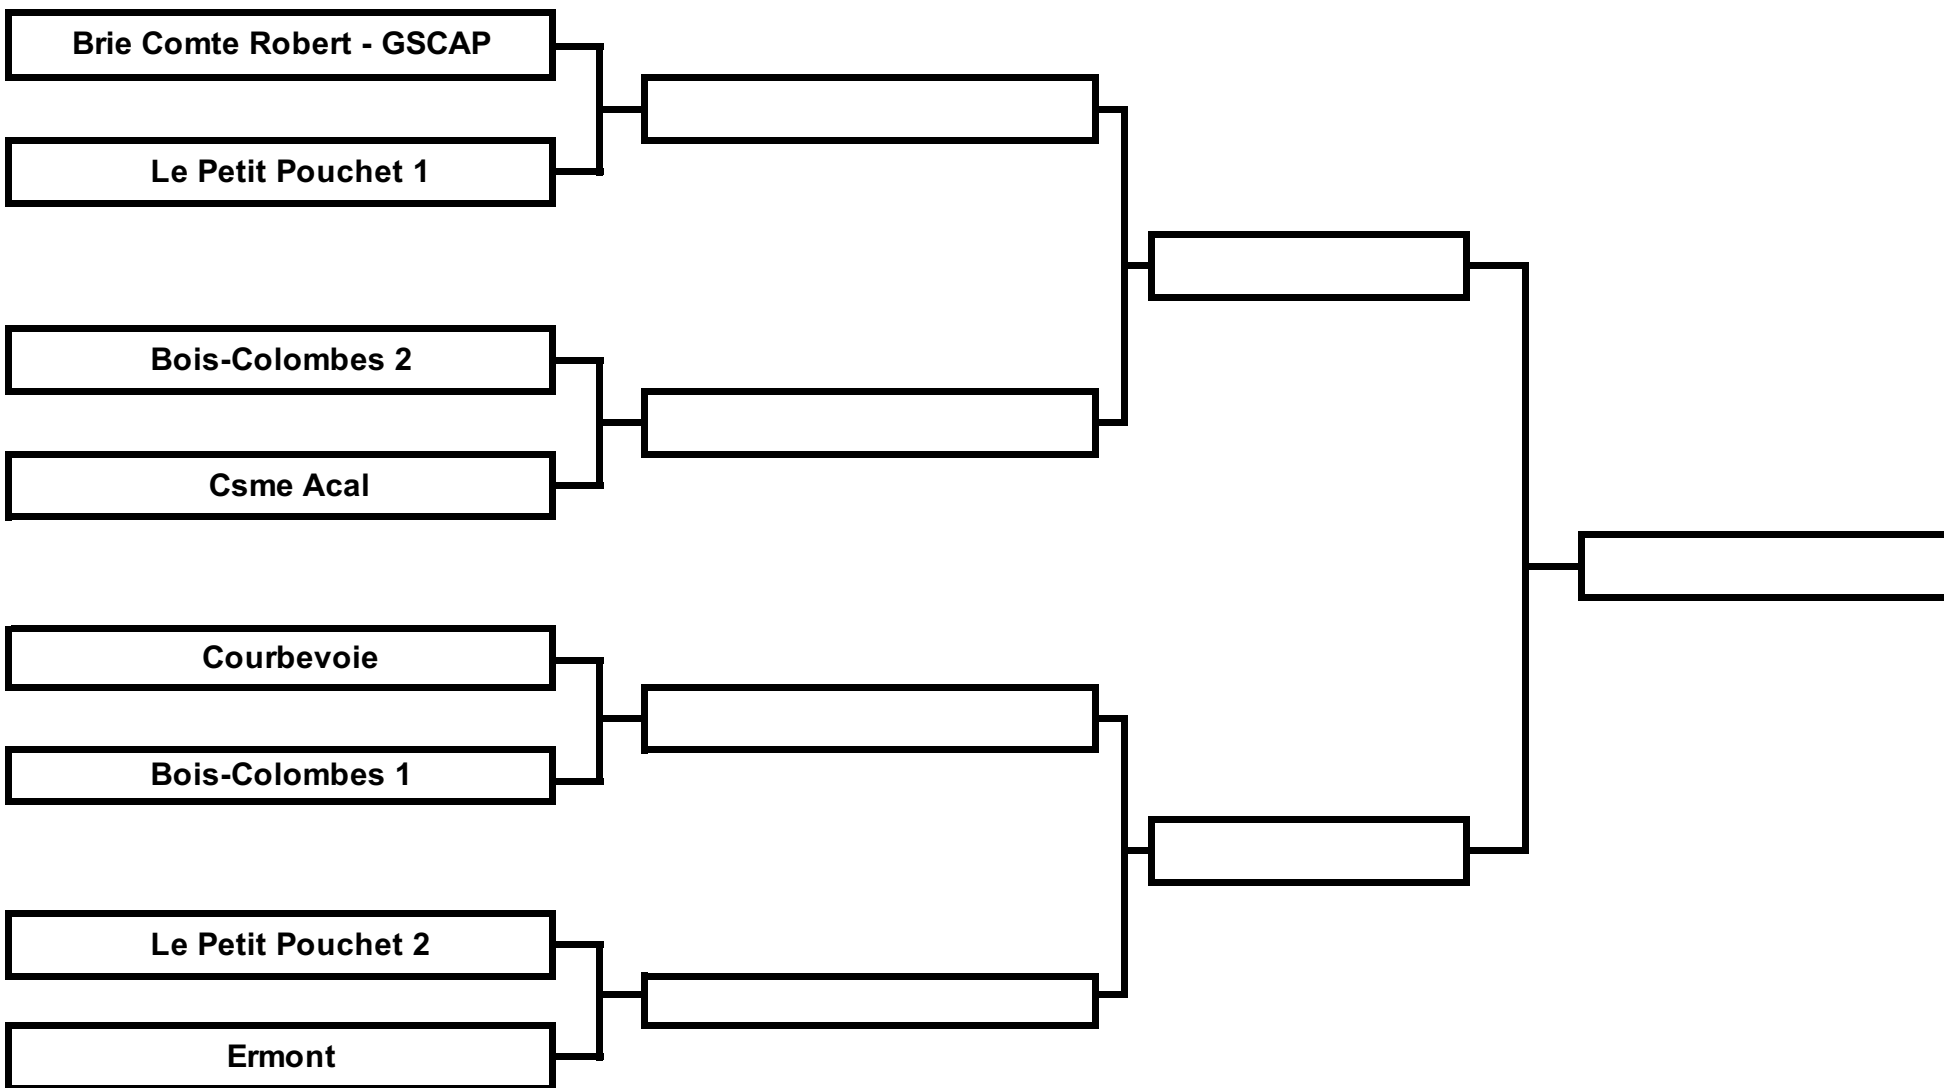 Brie Comte Robert - GSCAP
Le Petit Pouchet 1
Bois-Colombes 2
Csme Acal
Courbevoie
Bois-Colombes 1
Le Petit Pouchet 2
Ermont